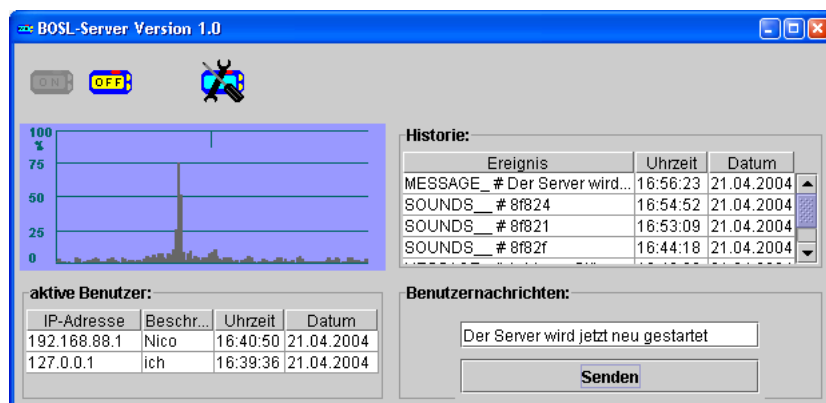 BOSL-Server Version 1.0
ON OFF
100
%
75
50
25
0
Historie:
Ereignis Uhrzeit Datum
MESSAGE_ # Der Server wird... 16:56:23 21.04.2004
SOUNDS__ # 8f824 16:54:52 21.04.2004
SOUNDS__ # 8f821 16:53:09 21.04.2004
SOUNDS__ # 8f82f 16:44:18 21.04.2004
aktive Benutzer:
IP-Adresse Beschr... Uhrzeit Datum
192.168.88.1 Nico 16:40:50 21.04.2004
127.0.0.1 ich 16:39:36 21.04.2004
Benutzernachrichten:
Der Server wird jetzt neu gestartet
Senden